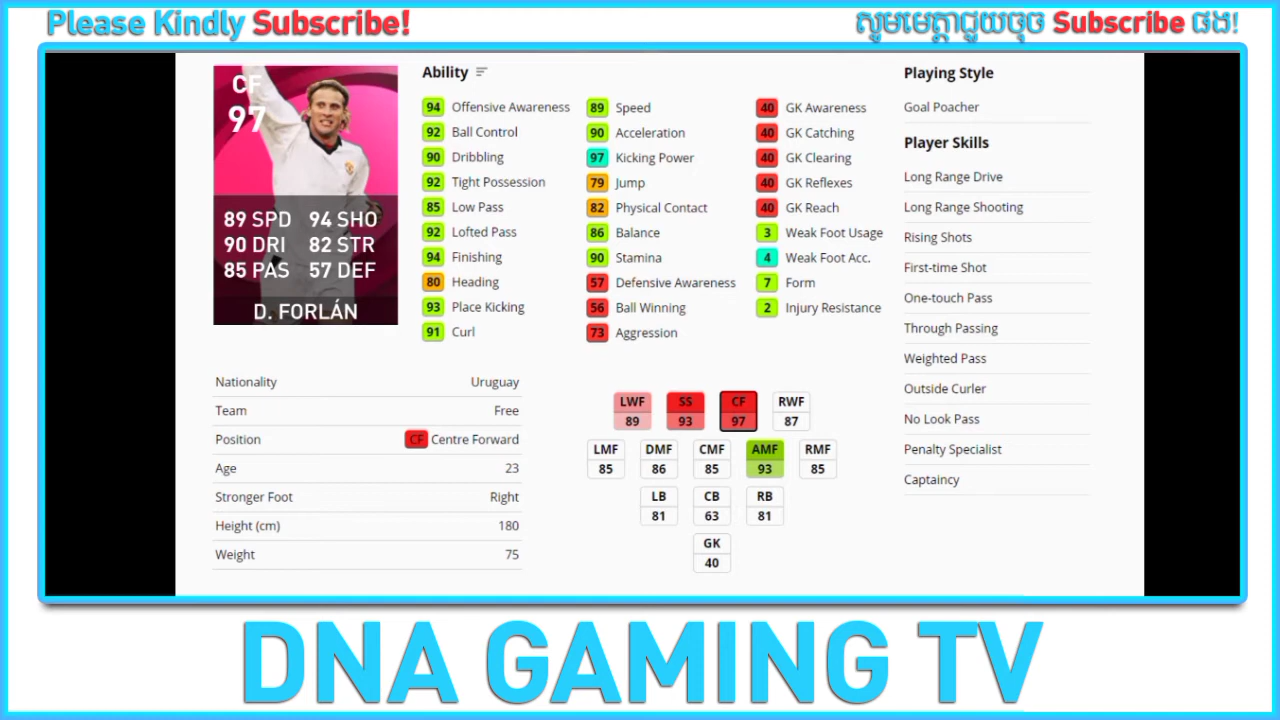 Please Kindly Subscribe!
សូមមេត្តាជួយចុច Subscribe ផង!
CF
97
89 SPD 94 SHO
90 DRI 82 STR
85 PAS 57 DEF
D. FORLÁN
Ability
94 Offensive Awareness
92 Ball Control
90 Dribbling
92 Tight Possession
85 Low Pass
92 Lofted Pass
94 Finishing
80 Heading
93 Place Kicking
91 Curl
89 Speed
90 Acceleration
97 Kicking Power
79 Jump
82 Physical Contact
86 Balance
90 Stamina
57 Defensive Awareness
56 Ball Winning
73 Aggression
40 GK Awareness
40 GK Catching
40 GK Clearing
40 GK Reflexes
40 GK Reach
3 Weak Foot Usage
4 Weak Foot Acc.
7 Form
2 Injury Resistance
Playing Style
Goal Poacher
Player Skills
Long Range Drive
Long Range Shooting
Rising Shots
First-time Shot
One-touch Pass
Through Passing
Weighted Pass
Outside Curler
No Look Pass
Penalty Specialist
Captaincy
Nationality Uruguay
Team Free
Position CF Centre Forward
Age 23
Stronger Foot Right
Height (cm) 180
Weight 75
LWF SS CF RWF
89 93 97 87
LMF DMF CMF AMF RMF
85 86 85 93 85
LB CB RB
81 63 81
GK
40
DNA GAMING TV